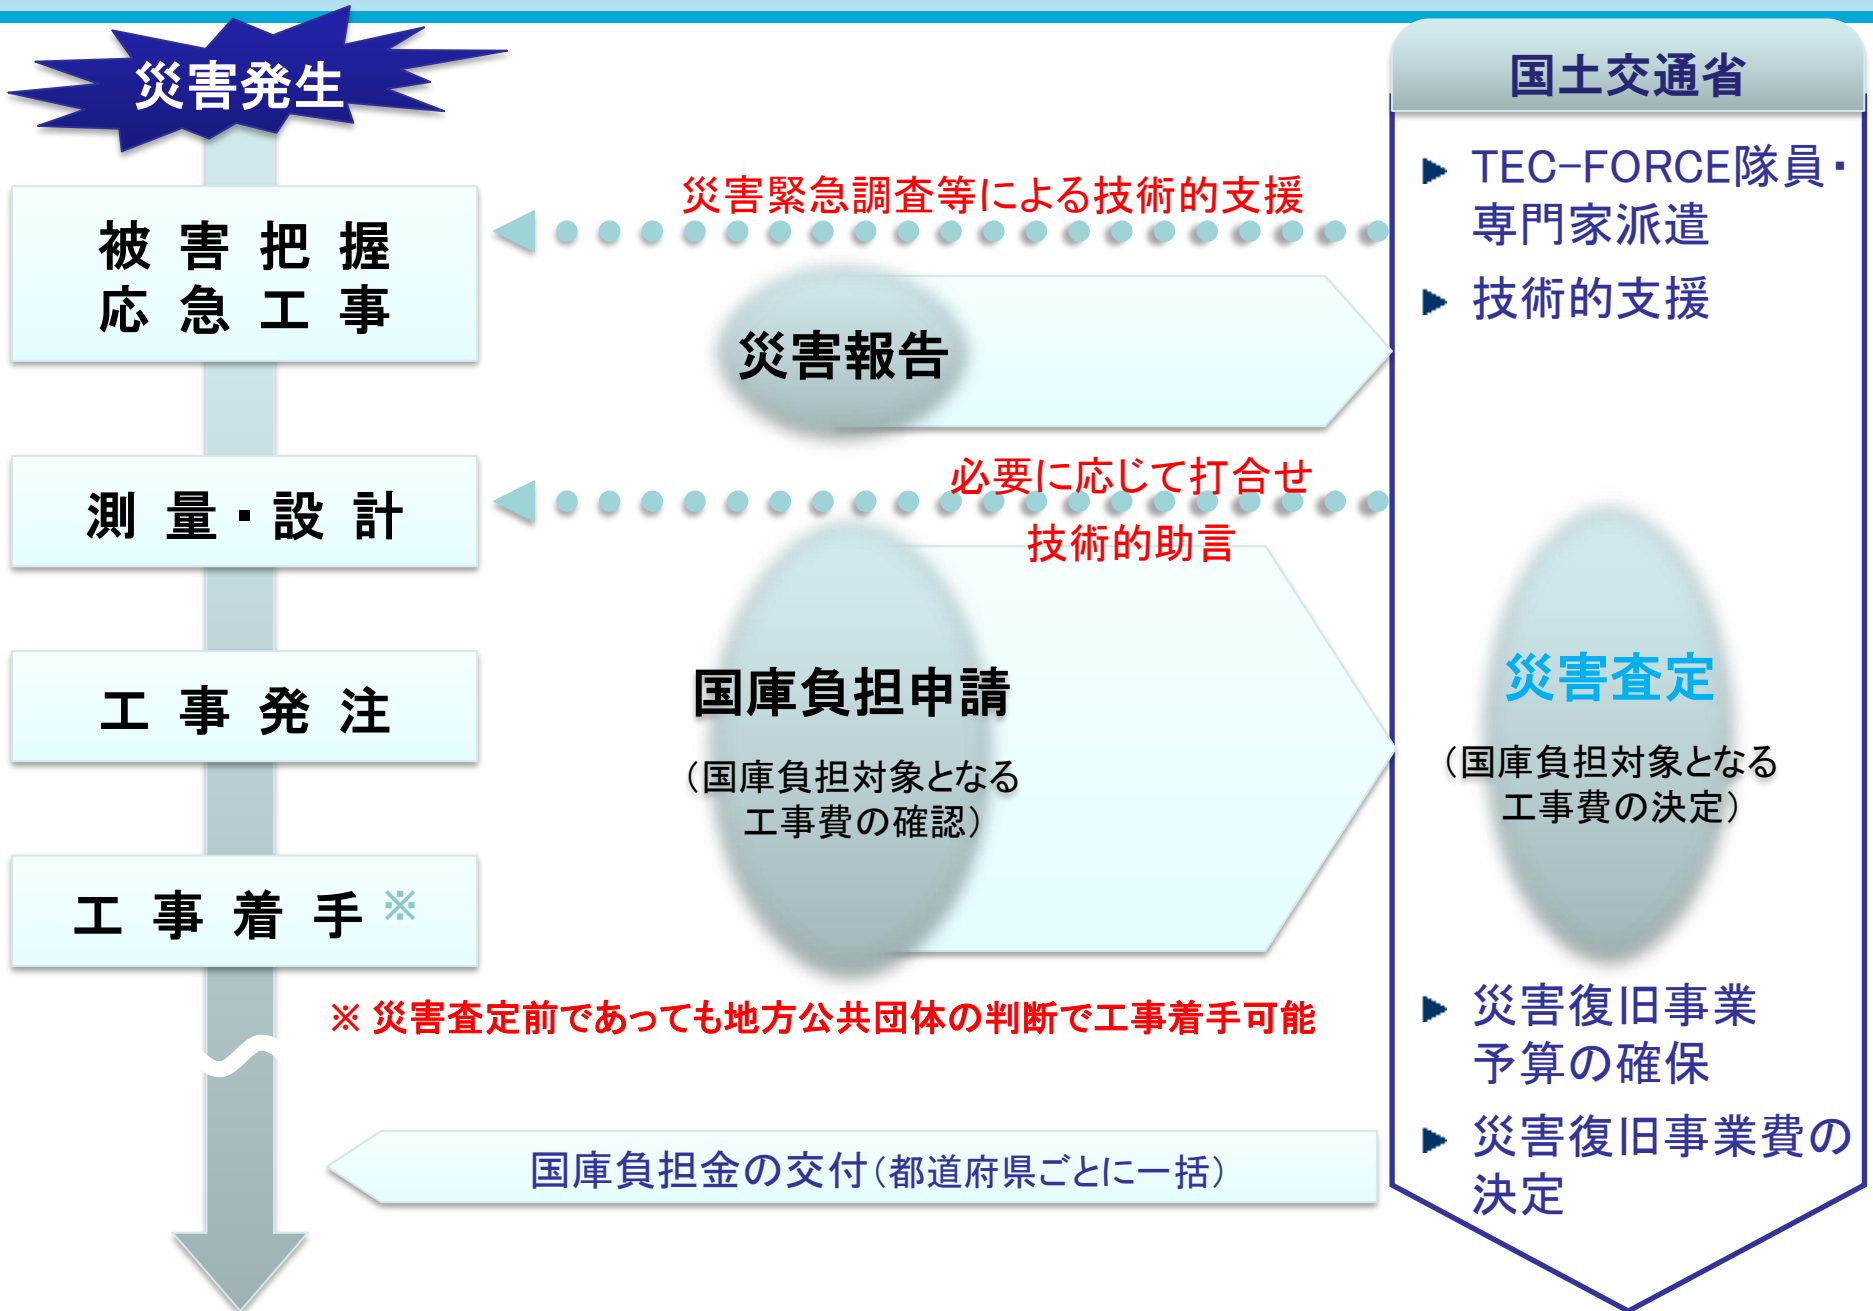 災害発生
国土交通省
被害把握
応急工事
災害緊急調査等による技術的支援
▶ TEC-FORCE隊員・
専門家派遣
▶ 技術的支援
災害報告
測量・設計
必要に応じて打合せ
技術的助言
工事発注
国庫負担申請
（国庫負担対象となる
工事費の確認）
災害査定
（国庫負担対象となる
工事費の決定）
工事着手※
※ 災害査定前であっても地方公共団体の判断で工事着手可能
▶ 災害復旧事業
予算の確保
▶ 災害復旧事業費の
決定
国庫負担金の交付（都道府県ごとに一括）